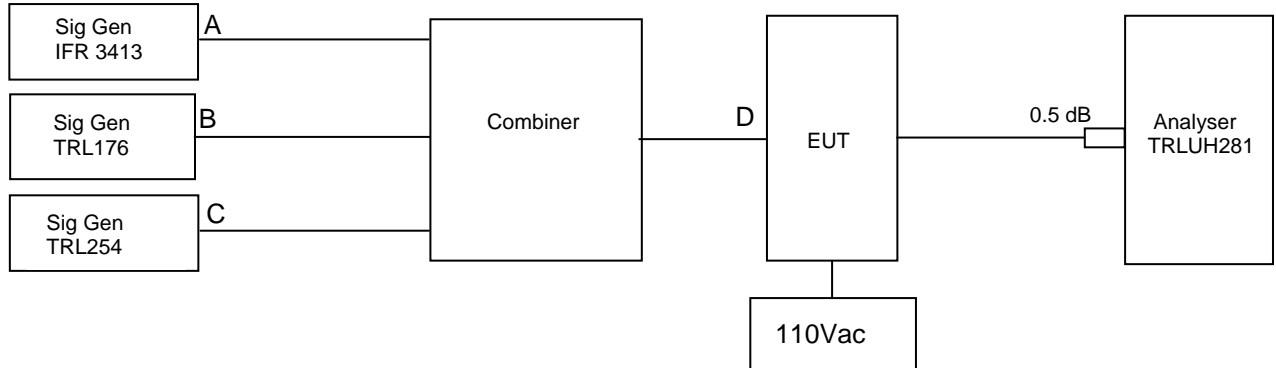 Sig Gen
IFR 3413
A
Sig Gen
TRL176
B
Sig Gen
TRL254
C
Combiner
D
EUT
110Vac
0.5 dB
Analyser
TRLUH281